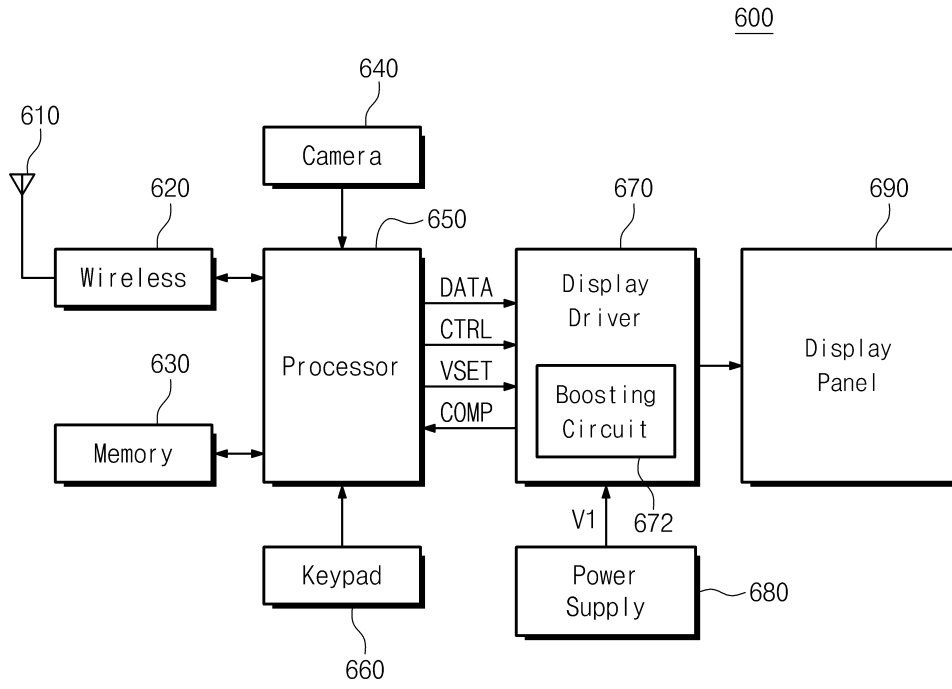 600
640
610
Camera
620
650
670
690
Wireless
DATA
Display
Driver
CTRL
Processor
VSET
Display
Panel
630
COMP
Boosting
Circuit
Memory
V1
672
Keypad
Power
Supply
680
660